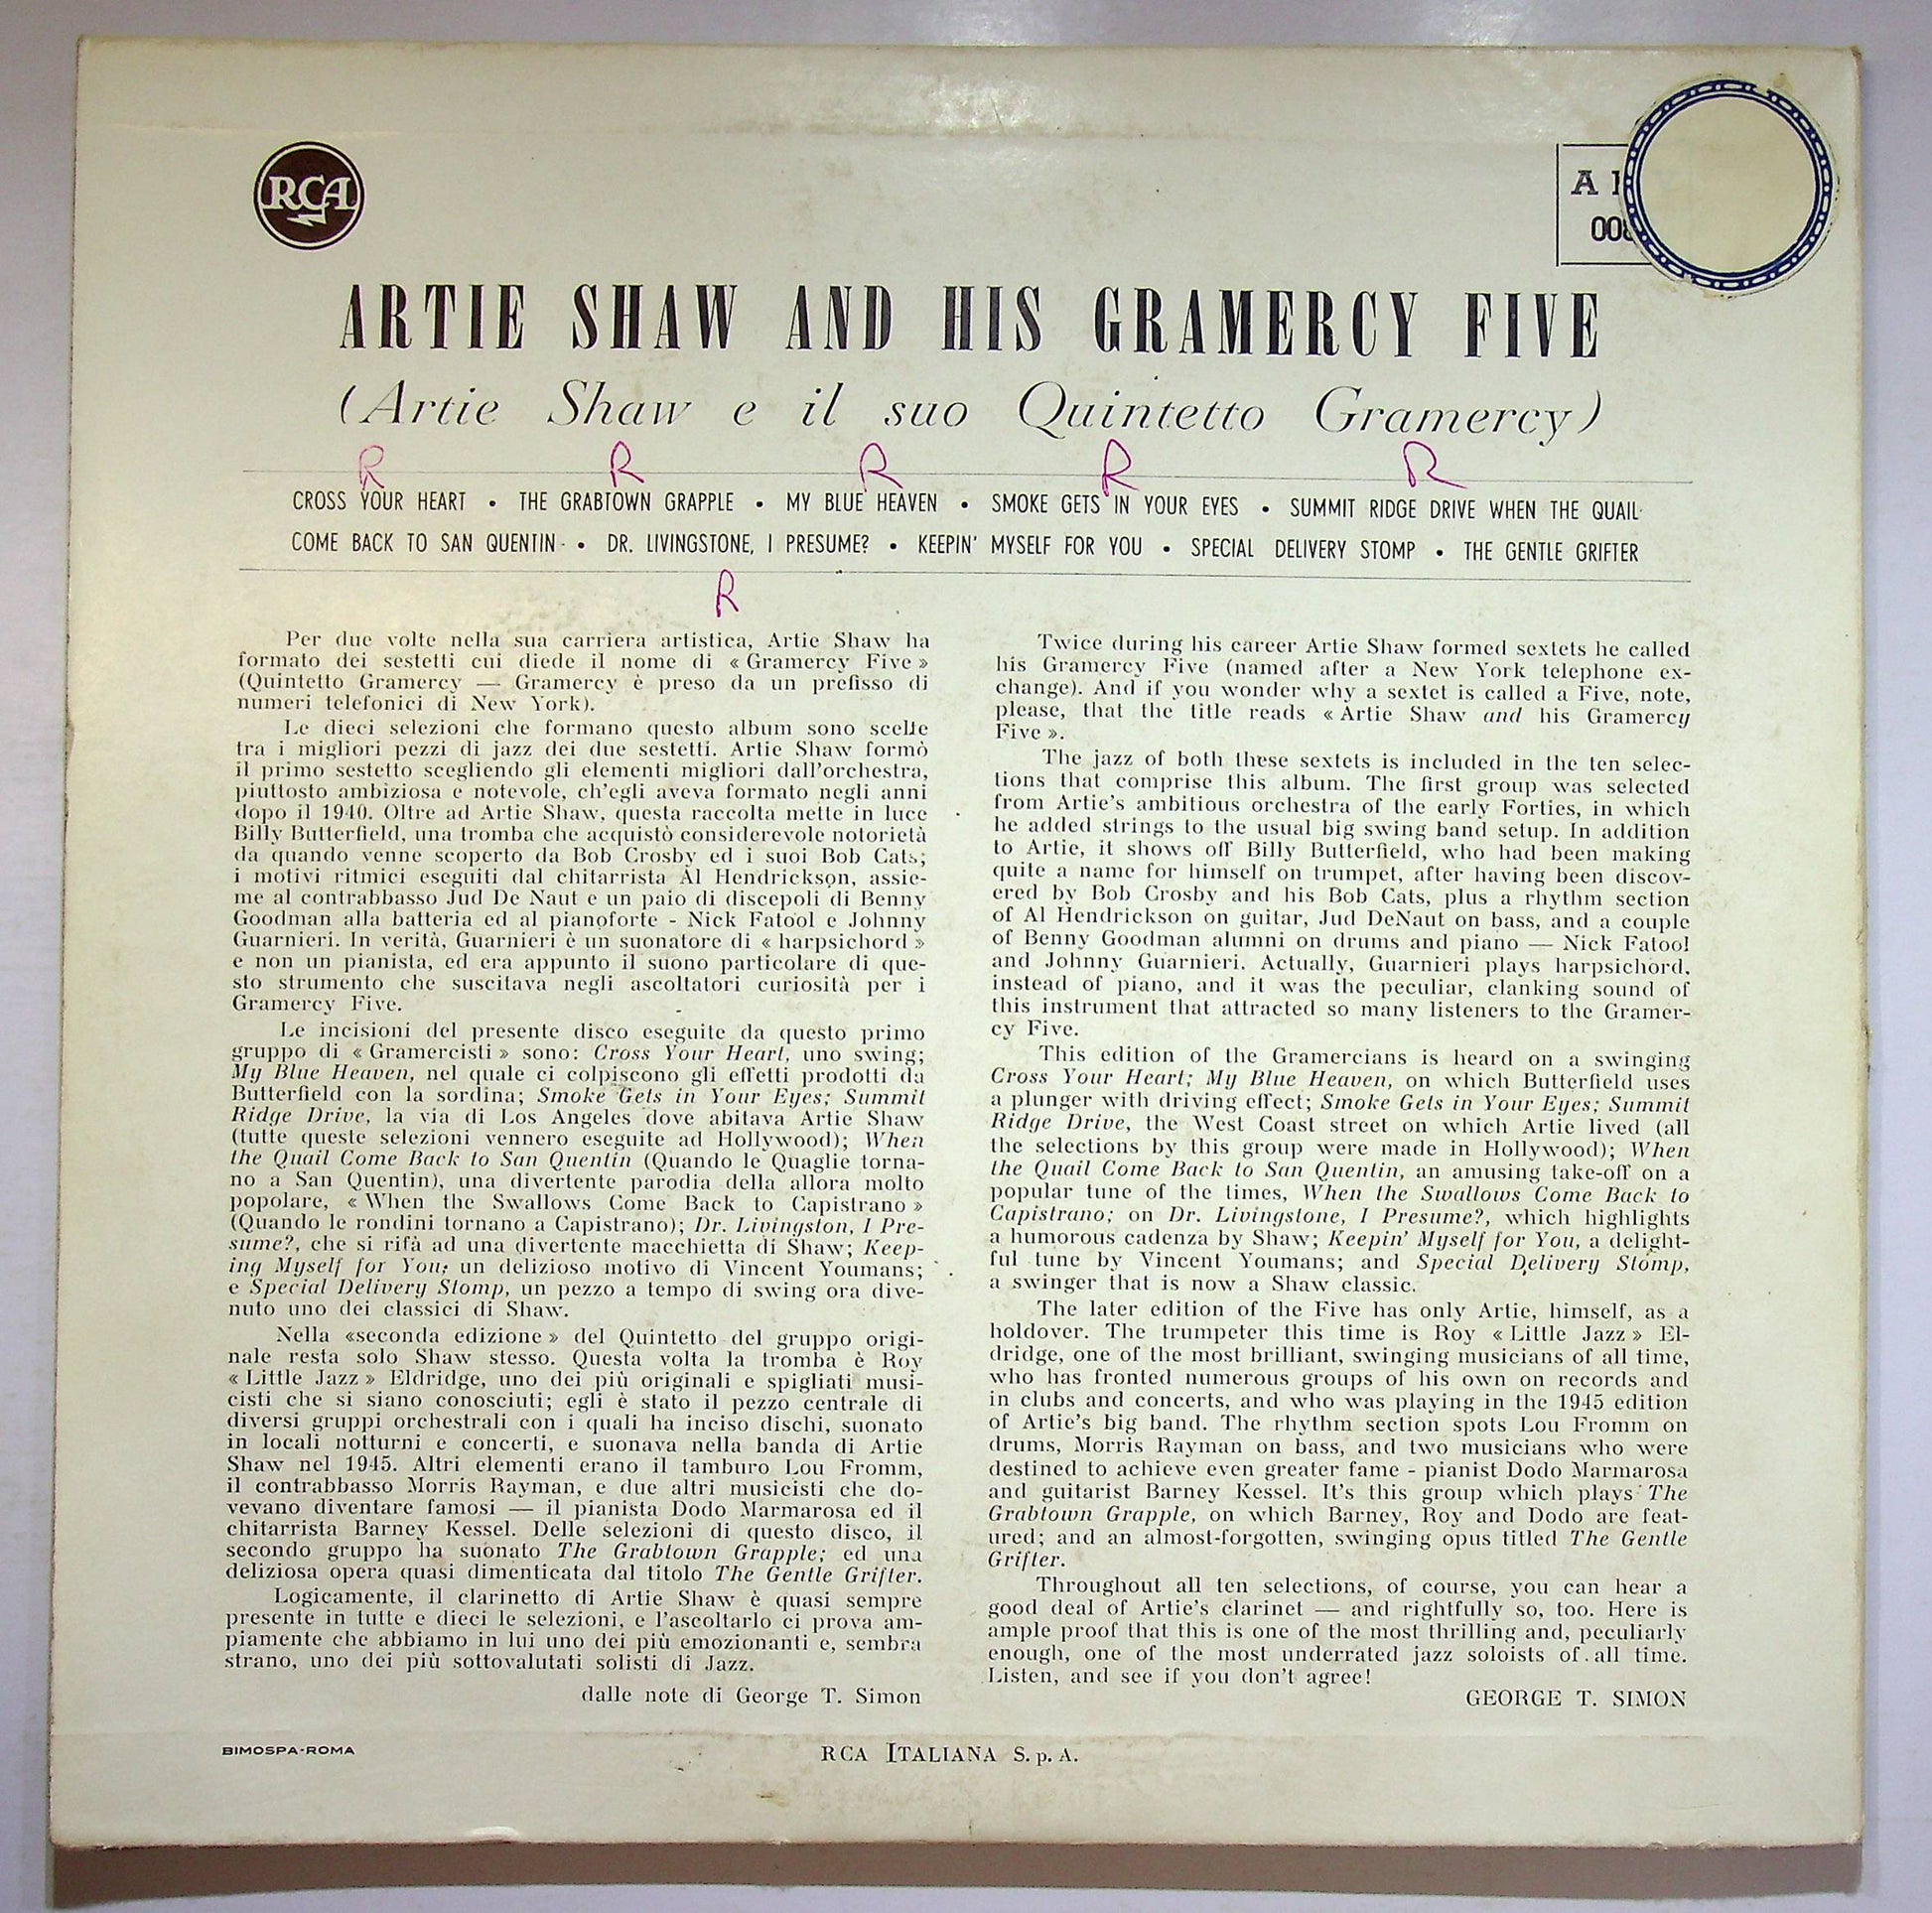 RCA
A
008
ARTIE SHAW AND HIS GRAMERCY FIVE
(Artie Shaw e il suo Quintetto Gramercy)
R R R R R
CROSS YOUR HEART • THE GRABTOWN GRAPPLE • MY BLUE HEAVEN • SMOKE GETS IN YOUR EYES • SUMMIT RIDGE DRIVE WHEN THE QUAIL
COME BACK TO SAN QUENTIN • DR. LIVINGSTONE, I PRESUME? • KEEPIN' MYSELF FOR YOU • SPECIAL DELIVERY STOMP • THE GENTLE GRIFTER
R
Per due volte nella sua carriera artistica, Artie Shaw ha
formato dei sestetti cui diede il nome di « Gramercy Five »
(Quintetto Gramercy — Gramercy è preso da un prefisso di
numeri telefonici di New York).
Le dieci selezioni che formano questo album sono scelte
tra i migliori pezzi di jazz dei due sestetti. Artie Shaw formò
il primo sestetto scegliendo gli elementi migliori dall'orchestra,
piuttosto ambiziosa e notevole, ch'egli aveva formato negli anni
dopo il 1940. Oltre ad Artie Shaw, questa raccolta mette in luce
Billy Butterfield, una tromba che acquistò considerevole notorietà
da quando venne scoperto da Bob Crosby ed i suoi Bob Cats;
i motivi ritmici eseguiti dal chitarrista Al Hendrickson, assie-
me al contrabbasso Jud De Naut e un paio di discepoli di Benny
Goodman alla batteria ed al pianoforte - Nick Fatool e Johnny
Guarnieri. In verità, Guarnieri è un suonatore di « harpsichord »
e non un pianista, ed era appunto il suono particolare di que-
sto strumento che suscitava negli ascoltatori curiosità per i
Gramercy Five.
Le incisioni del presente disco eseguite da questo primo
gruppo di « Gramercisti » sono: Cross Your Heart, uno swing;
My Blue Heaven, nel quale ci colpiscono gli effetti prodotti da
Butterfield con la sordina; Smoke Gets in Your Eyes; Summit
Ridge Drive, la via di Los Angeles dove abitava Artie Shaw
(tutte queste selezioni vennero eseguite ad Hollywood); When
the Quail Come Back to San Quentin (Quando le Quaglie torna-
no a San Quentin), una divertente parodia della allora molto
popolare, « When the Swallows Come Back to Capistrano »
(Quando le rondini tornano a Capistrano); Dr. Livingston, I Pre-
sume?, che si rifà ad una divertente macchietta di Shaw; Keep-
ing Myself for You; un delizioso motivo di Vincent Youmans;
e Special Delivery Stomp, un pezzo a tempo di swing ora dive-
nuto uno dei classici di Shaw.
Nella «seconda edizione» del Quintetto del gruppo origi-
nale resta solo Shaw stesso. Questa volta la tromba è Roy
« Little Jazz » Eldridge, uno dei più originali e spigliati musi-
cisti che si siano conosciuti; egli è stato il pezzo centrale di
diversi gruppi orchestrali con i quali ha inciso dischi, suonato
in locali notturni e concerti, e suonava nella banda di Artie
Shaw nel 1945. Altri elementi erano il tamburo Lou Fromm,
il contrabbasso Morris Rayman, e due altri musicisti che do-
vevano diventare famosi — il pianista Dodo Marmarosa ed il
chitarrista Barney Kessel. Delle selezioni di questo disco, il
secondo gruppo ha suonato The Grabtown Grapple; ed una
deliziosa opera quasi dimenticata dal titolo The Gentle Grifter.
Logicamente, il clarinetto di Artie Shaw è quasi sempre
presente in tutte e dieci le selezioni, e l'ascoltarlo ci prova am-
piamente che abbiamo in lui uno dei più emozionanti e, sembra
strano, uno dei più sottovalutati solisti di Jazz.
dalle note di George T. Simon
Twice during his career Artie Shaw formed sextets he called
his Gramercy Five (named after a New York telephone ex-
change). And if you wonder why a sextet is called a Five, note,
please, that the title reads « Artie Shaw and his Gramercy
Five ».
The jazz of both these sextets is included in the ten selec-
tions that comprise this album. The first group was selected
from Artie's ambitious orchestra of the early Forties, in which
he added strings to the usual big swing band setup. In addition
to Artie, it shows off Billy Butterfield, who had been making
quite a name for himself on trumpet, after having been discov-
ered by Bob Crosby and his Bob Cats, plus a rhythm section
of Al Hendrickson on guitar, Jud DeNaut on bass, and a couple
of Benny Goodman alumni on drums and piano — Nick Fatool
and Johnny Guarnieri. Actually, Guarnieri plays harpsichord,
instead of piano, and it was the peculiar, clanking sound of
this instrument that attracted so many listeners to the Gramer-
cy Five.
This edition of the Gramercians is heard on a swinging
Cross Your Heart; My Blue Heaven, on which Butterfield uses
a plunger with driving effect; Smoke Gets in Your Eyes; Summit
Ridge Drive, the West Coast street on which Artie lived (all
the selections by this group were made in Hollywood); When
the Quail Come Back to San Quentin, an amusing take-off on a
popular tune of the times, When the Swallows Come Back to
Capistrano; on Dr. Livingstone, I Presume?, which highlights
a humorous cadenza by Shaw; Keepin' Myself for You, a delight-
ful tune by Vincent Youmans; and Special Delivery Stomp,
a swinger that is now a Shaw classic.
The later edition of the Five has only Artie, himself, as a
holdover. The trumpeter this time is Roy « Little Jazz » El-
dridge, one of the most brilliant, swinging musicians of all time,
who has fronted numerous groups of his own on records and
in clubs and concerts, and who was playing in the 1945 edition
of Artie's big band. The rhythm section spots Lou Fromm on
drums, Morris Rayman on bass, and two musicians who were
destined to achieve even greater fame - pianist Dodo Marmarosa
and guitarist Barney Kessel. It's this group which plays The
Grabtown Grapple, on which Barney, Roy and Dodo are feat-
ured; and an almost-forgotten, swinging opus titled The Gentle
Grifter.
Throughout all ten selections, of course, you can hear a
good deal of Artie's clarinet — and rightfully so, too. Here is
ample proof that this is one of the most thrilling and, peculiarly
enough, one of the most underrated jazz soloists of all time.
Listen, and see if you don't agree!
GEORGE T. SIMON
BIMOSPA-ROMA
RCA ITALIANA S. p. A.